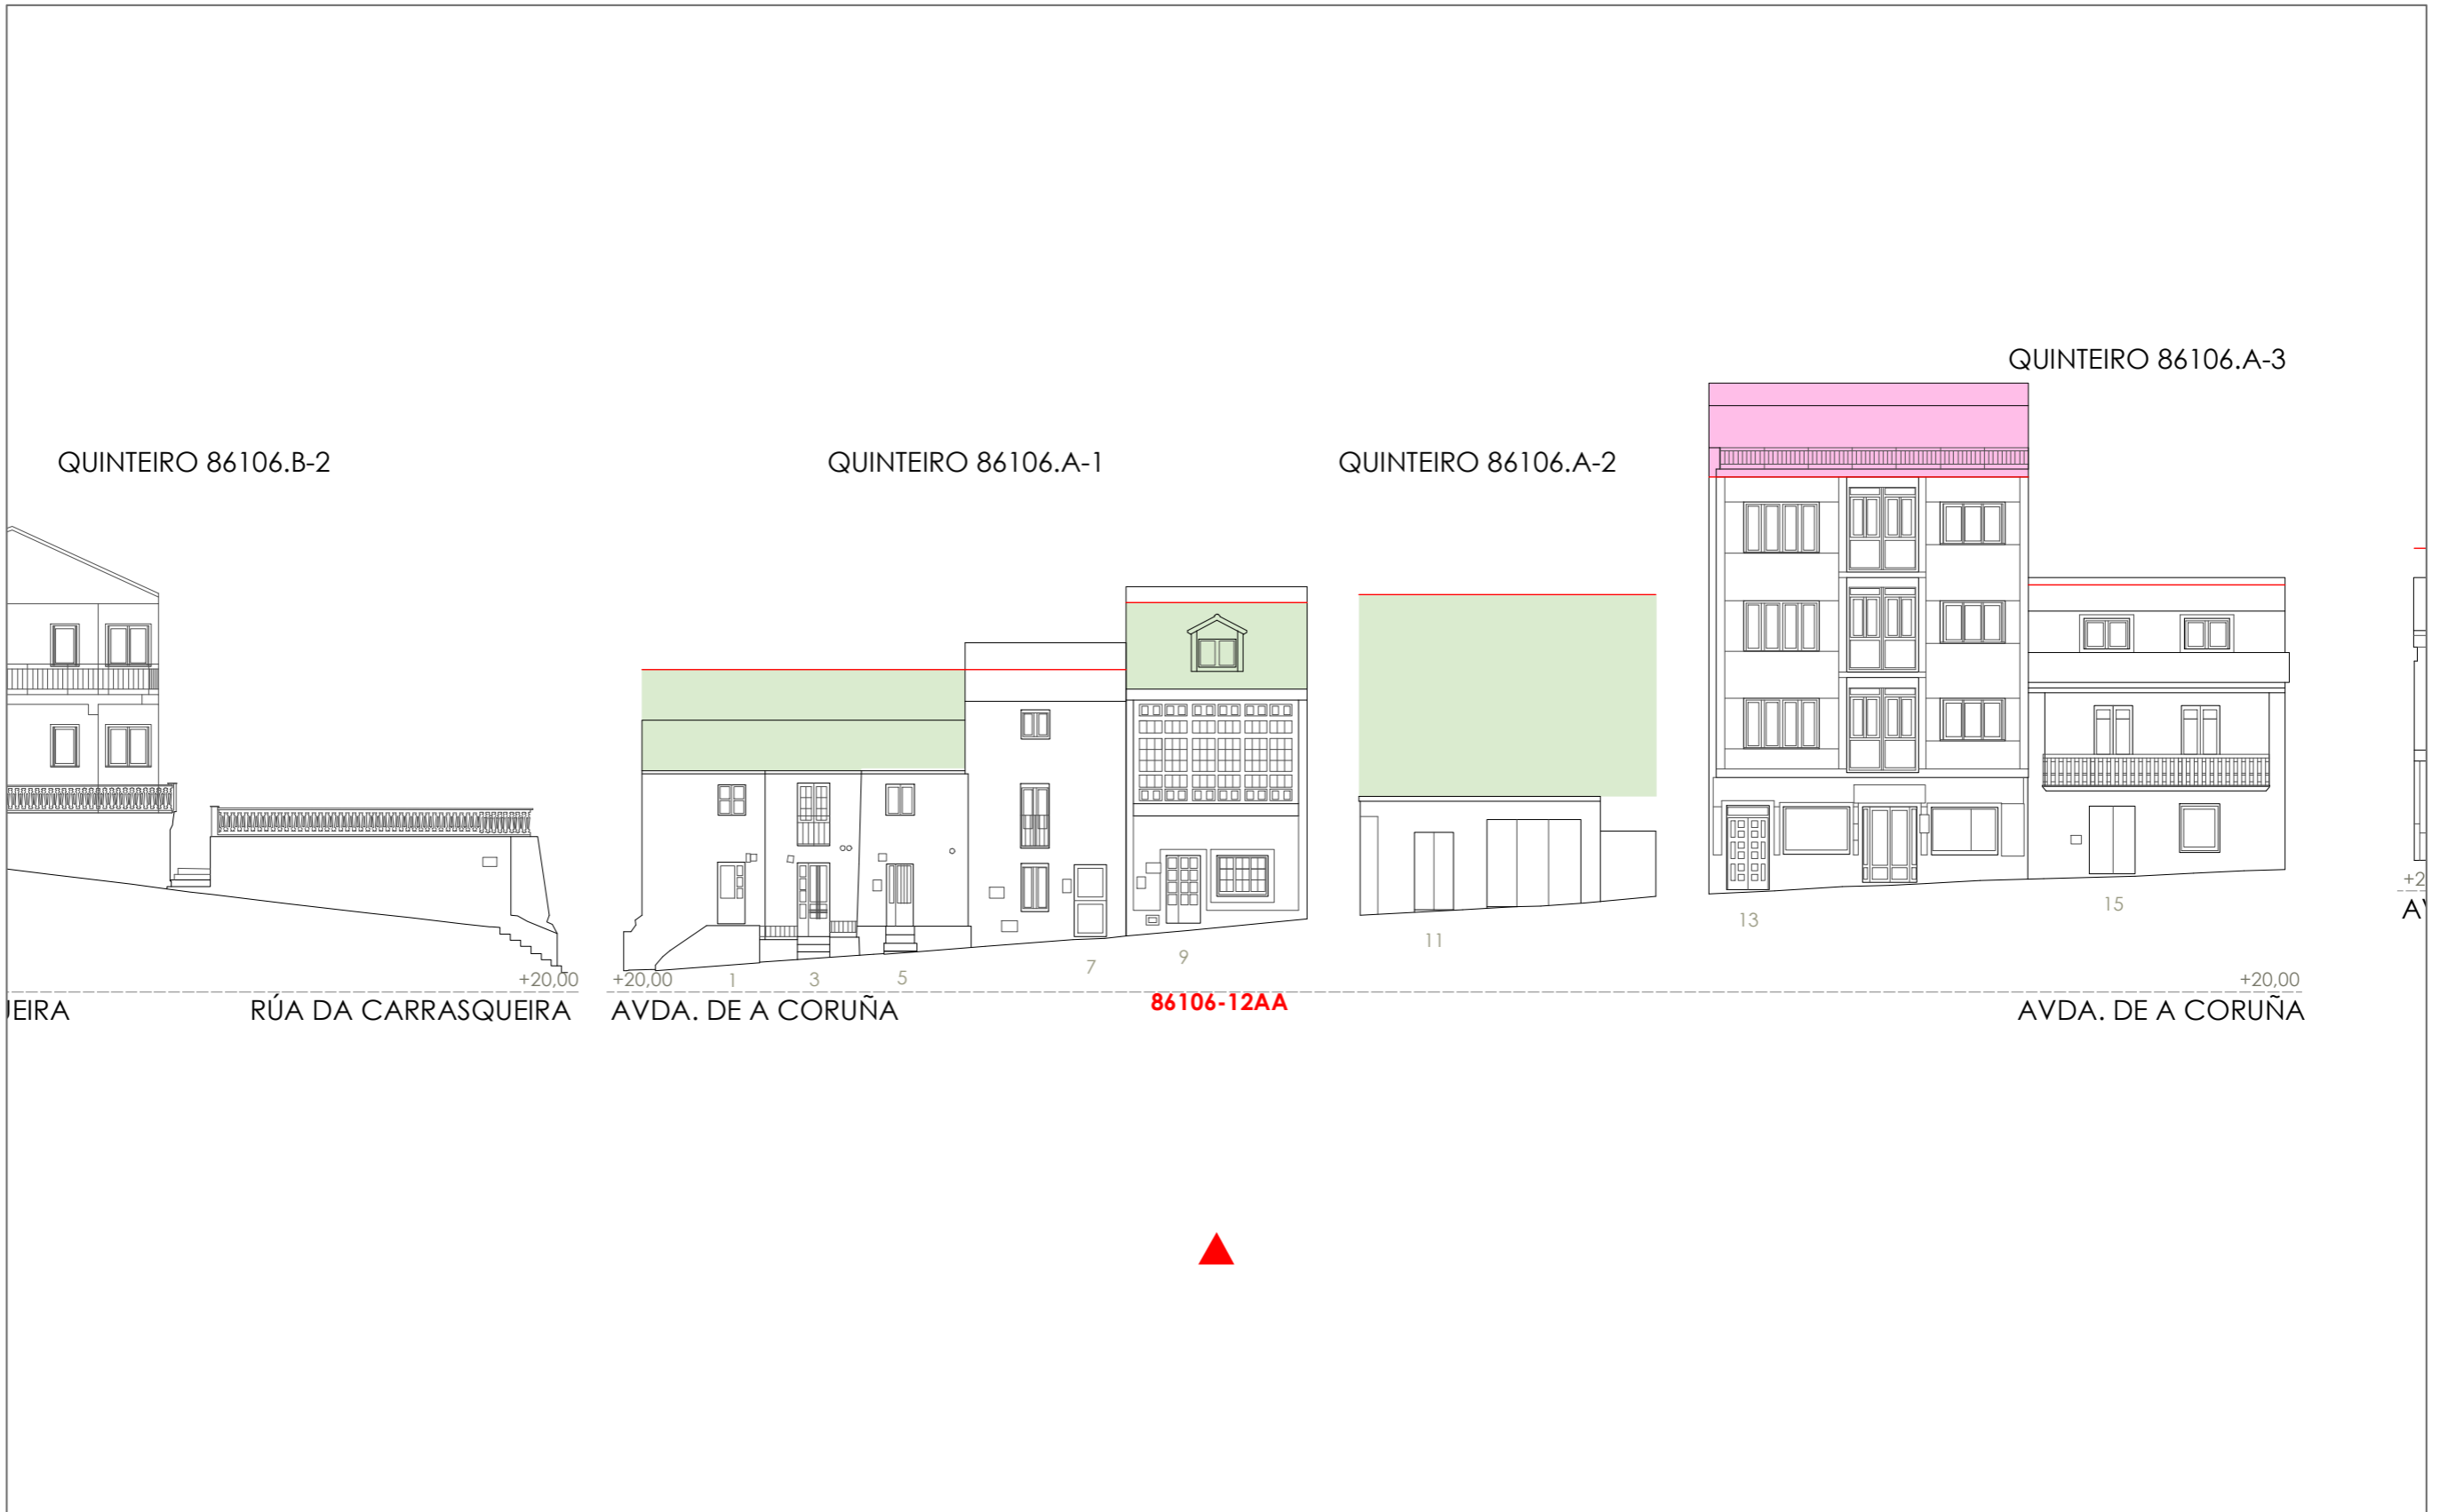 QUINTEIRO 86106.A-3
QUINTEIRO 86106.B-2
QUINTEIRO 86106.A-1
QUINTEIRO 86106.A-2
13
15
11
9
7
5
3
1
+20,00
+20,00
+20,00
RÚA DA CARRASQUEIRA
AVDA. DE A CORUÑA
86106-12AA
AVDA. DE A CORUÑA